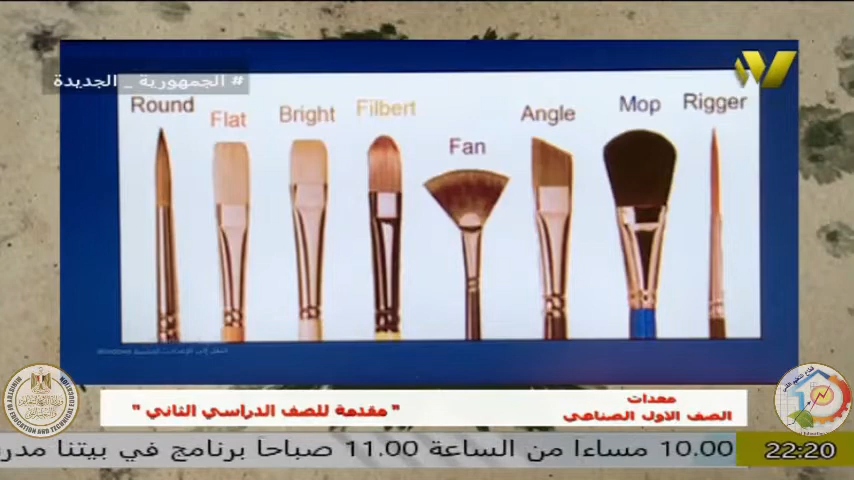 # الجمهورية _ الجديدة
Round
Flat
Bright
Filbert
Fan
Angle
Mop
Rigger
معدات
الصف الاول الصناعي
" مقدمة للصف الدراسي الثاني "
10.00 مساءا من الساعة 11.00 صباحا برنامج في بيتنا مدر
22:20